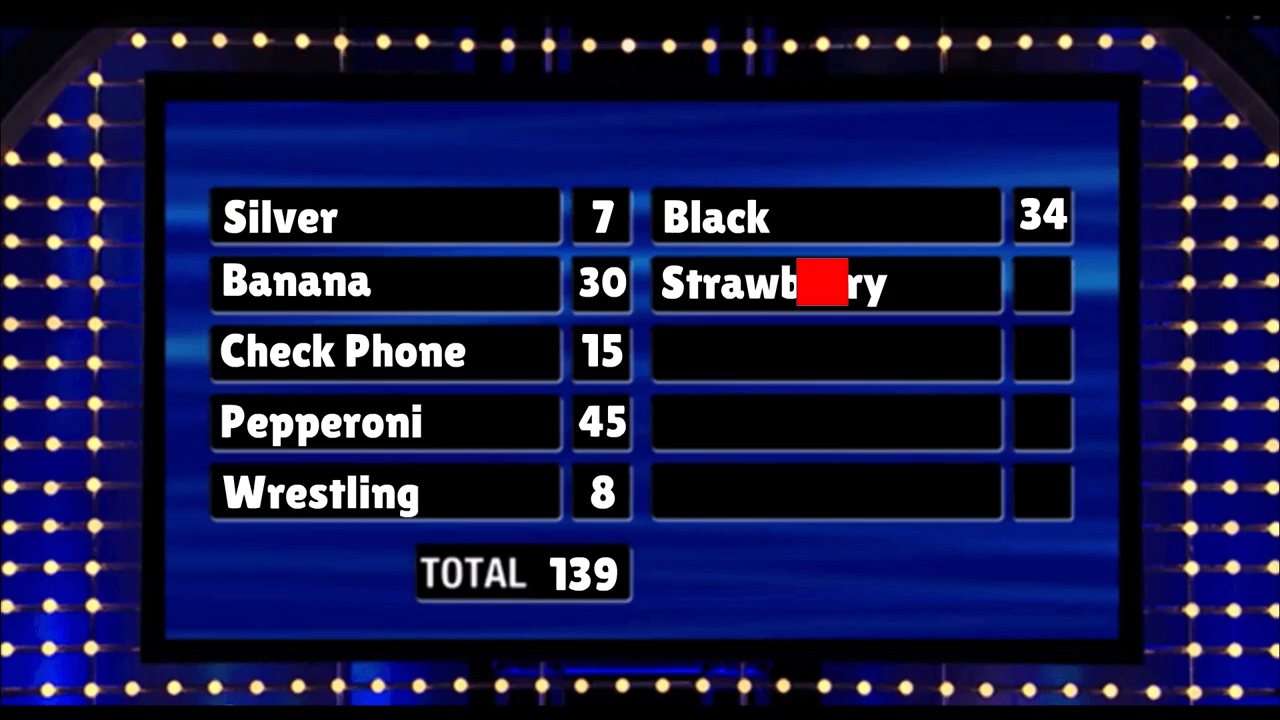 Silver 7
Banana 30
Check Phone 15
Pepperoni 45
Wrestling 8
TOTAL 139
Black 34